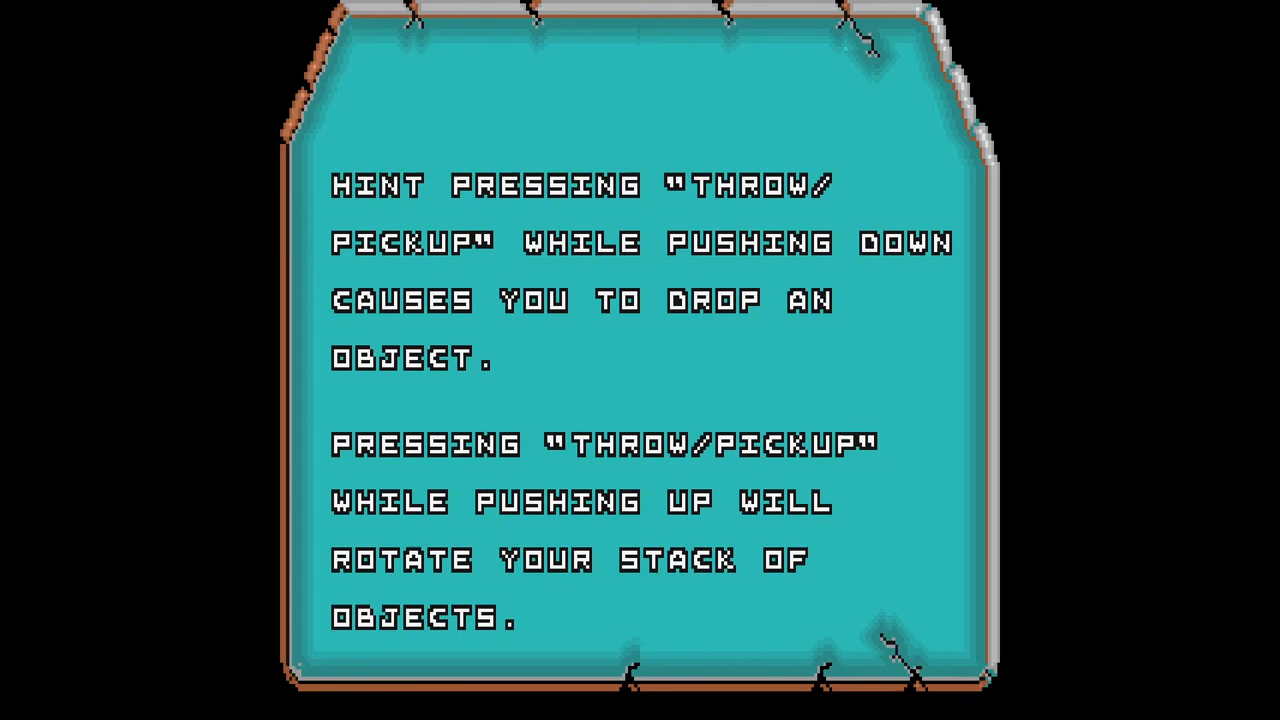 HINT PRESSING "THROW/
PICKUP" WHILE PUSHING DOWN
CAUSES YOU TO DROP AN
OBJECT.
PRESSING "THROW/PICKUP"
WHILE PUSHING UP WILL
ROTATE YOUR STACK OF
OBJECTS.